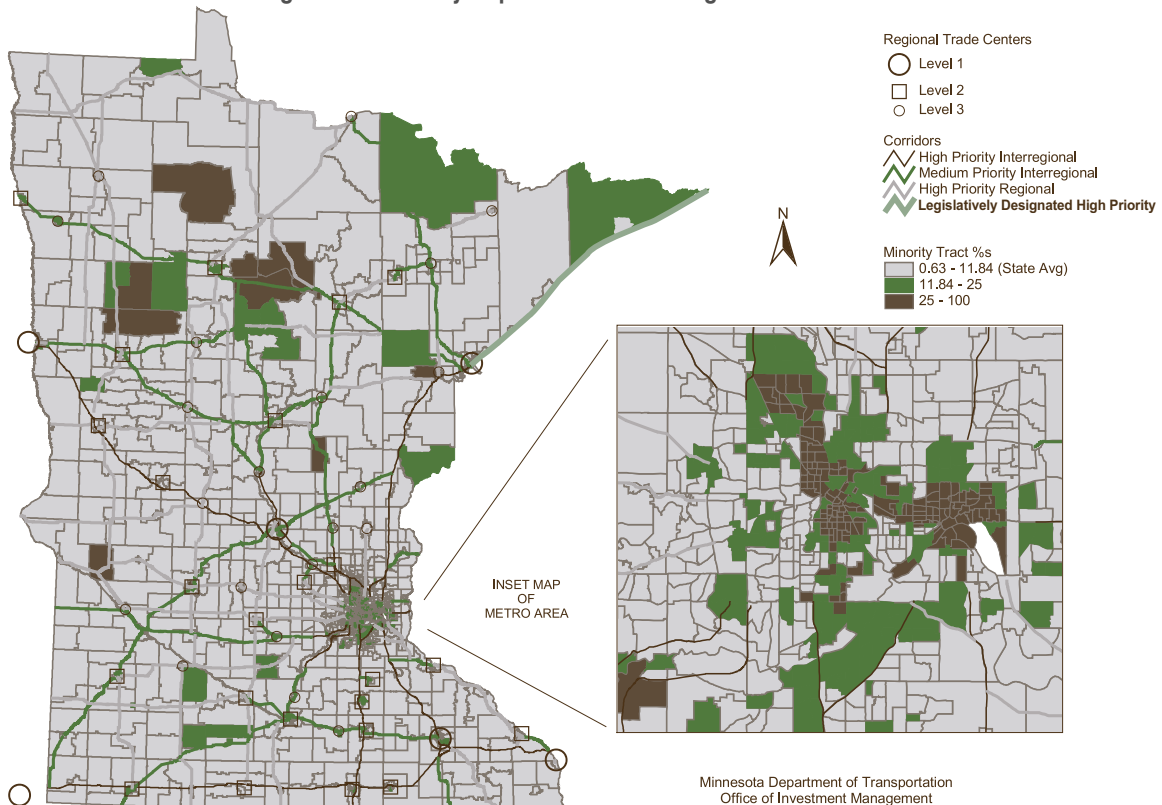 Regional Trade Centers
Level 1
Level 2
Level 3
Corridors
High Priority Interregional
Medium Priority Interregional
High Priority Regional
Legislatively Designated High Priority
N
Minority Tract %s
0.63 - 11.84 (State Avg)
11.84 - 25
25 - 100
INSET MAP
OF
METRO AREA
Minnesota Department of Transportation
Office of Investment Management